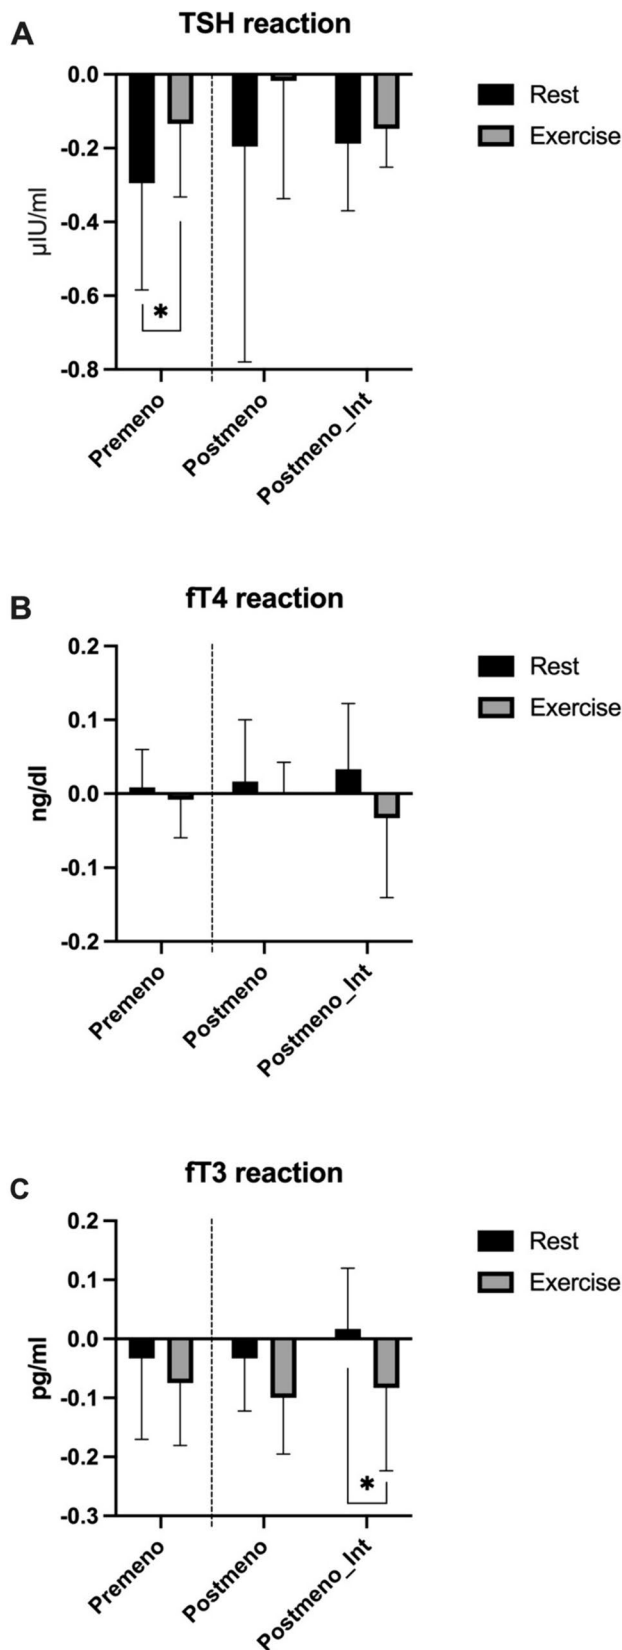 A
TSH reaction
0.0
-0.2
-0.4
-0.6
-0.8
µIU/ml
*
Premeno
Postmeno
Postmeno_Int
Rest
Exercise
B
fT4 reaction
0.2
0.1
0.0
-0.1
-0.2
ng/dl
Premeno
Postmeno
Postmeno_Int
Rest
Exercise
C
fT3 reaction
0.2
0.1
0.0
-0.1
-0.2
-0.3
pg/ml
*
Premeno
Postmeno
Postmeno_Int
Rest
Exercise